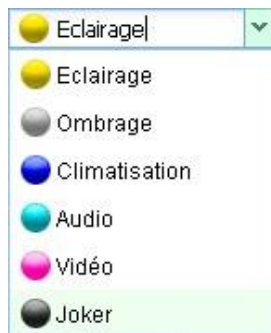 Eclairage
Eclairage
Ombrage
Climatisation
Audio
Vidéo
Joker